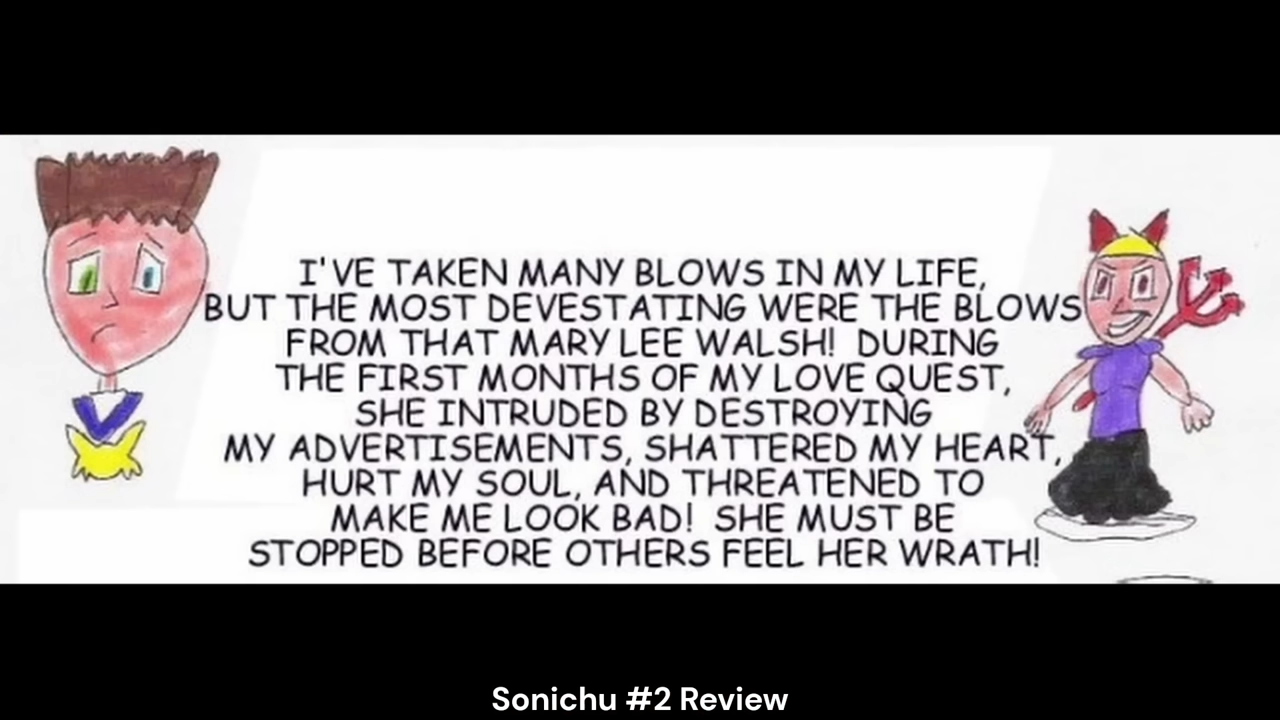 I'VE TAKEN MANY BLOWS IN MY LIFE,
BUT THE MOST DEVESTATING WERE THE BLOWS
FROM THAT MARY LEE WALSH! DURING
THE FIRST MONTHS OF MY LOVE QUEST,
SHE INTRUDED BY DESTROYING
MY ADVERTISEMENTS, SHATTERED MY HEART,
HURT MY SOUL, AND THREATENED TO
MAKE ME LOOK BAD! SHE MUST BE
STOPPED BEFORE OTHERS FEEL HER WRATH!
Sonichu #2 Review